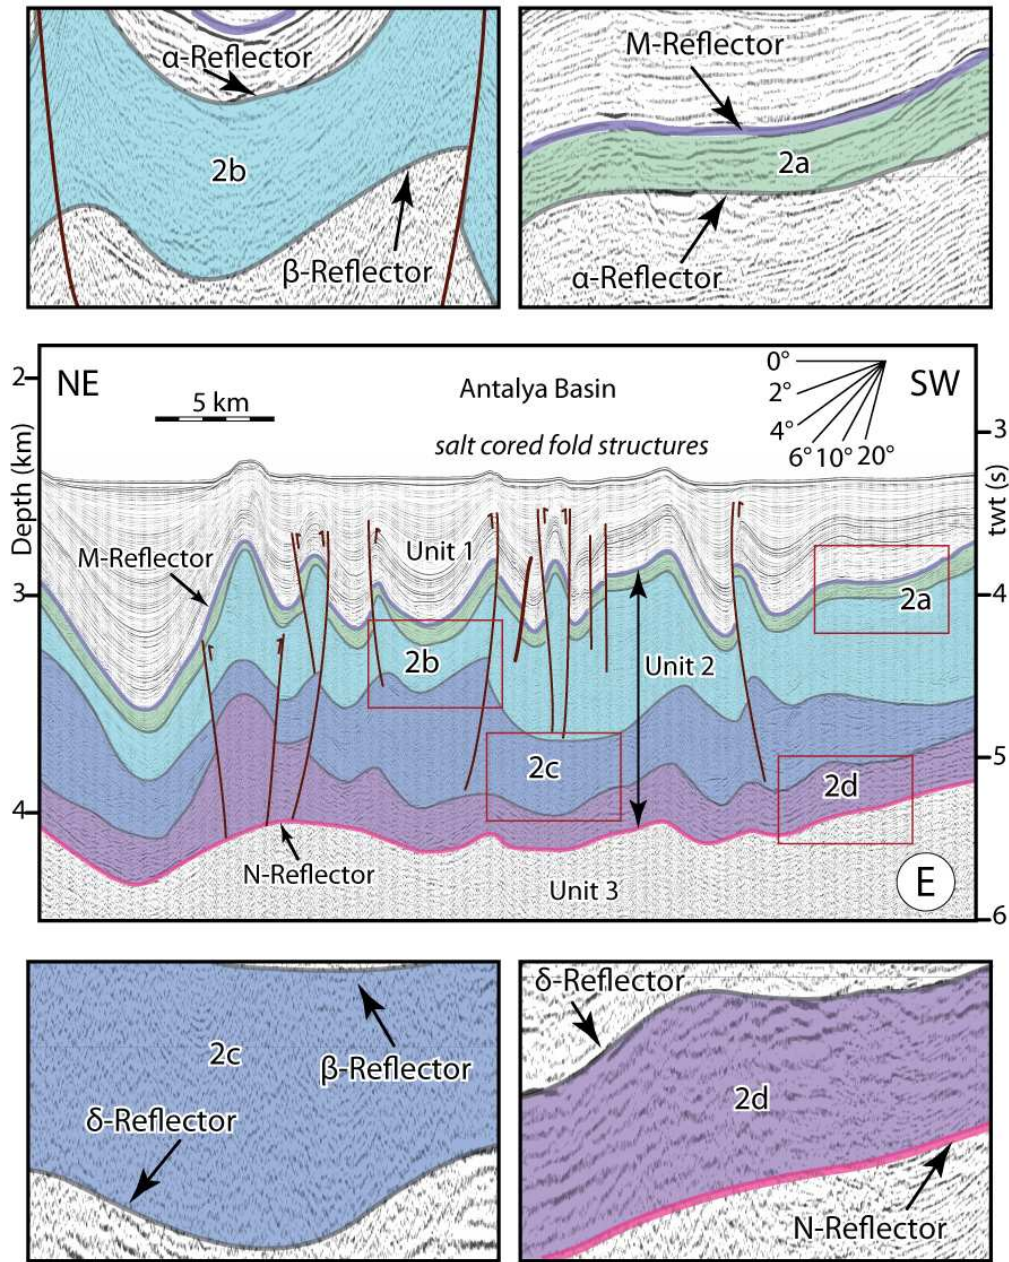 α-Reflector
2b
β-Reflector
M-Reflector
2a
α-Reflector
NE
Antalya Basin
SW
5 km
salt cored fold structures
0°
2°
4°
6° 10° 20°
2
3
4
Depth (km)
3
4
5
6
twt (s)
M-Reflector
Unit 1
2a
2b
Unit 2
2c
2d
N-Reflector
Unit 3
E
2c
β-Reflector
δ-Reflector
δ-Reflector
2d
N-Reflector